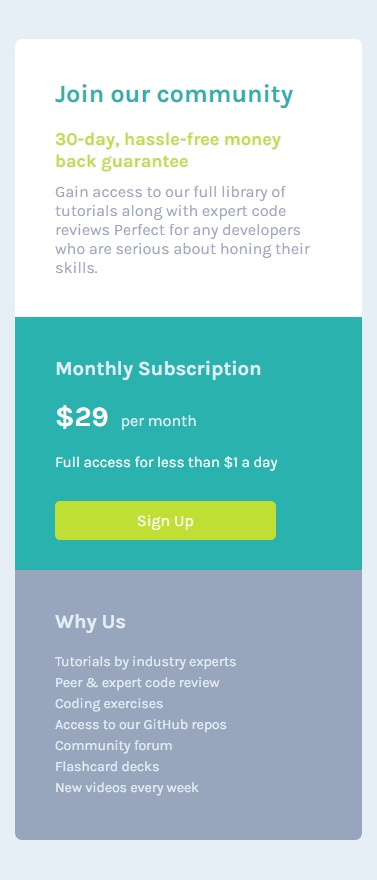 Join our community
30-day, hassle-free money
back guarantee
Gain access to our full library of
tutorials along with expert code
reviews Perfect for any developers
who are serious about honing their
skills.
Monthly Subscription
$29 per month
Full access for less than $1 a day
Sign Up
Why Us
Tutorials by industry experts
Peer & expert code review
Coding exercises
Access to our GitHub repos
Community forum
Flashcard decks
New videos every week